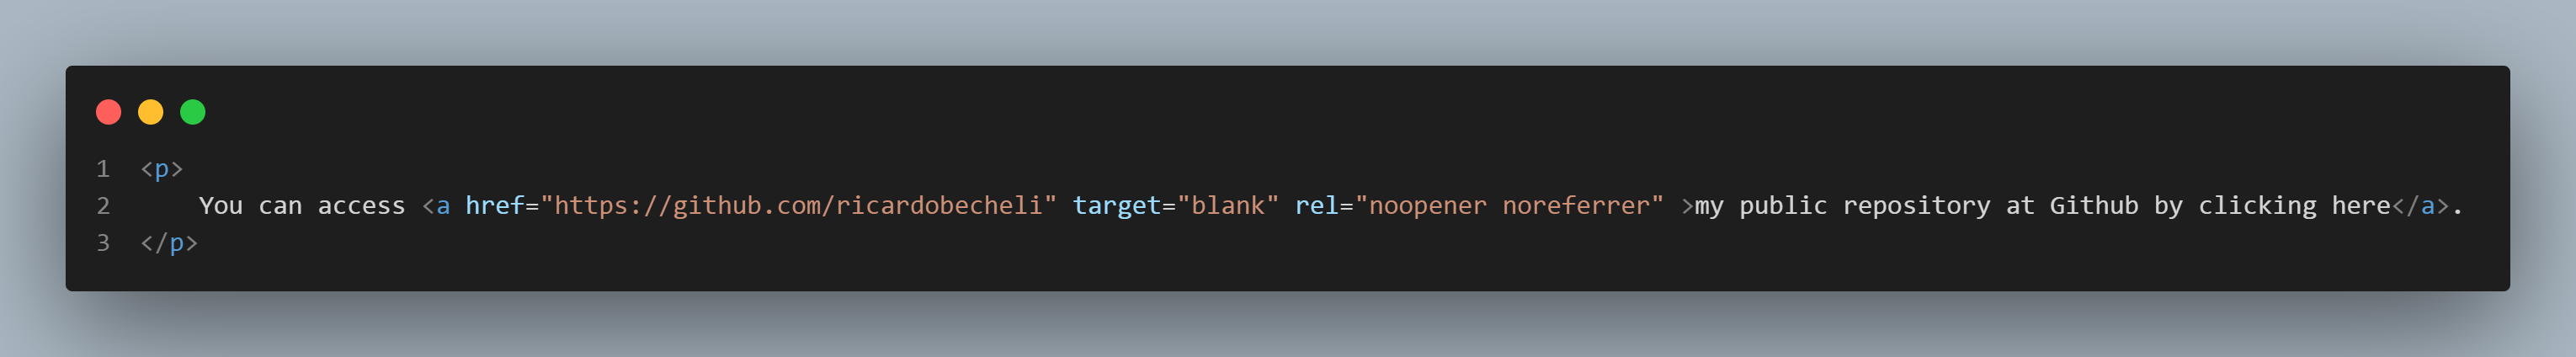 1 <p>
2     You can access <a href="https://github.com/ricardobecheli" target="blank" rel="noopener noreferrer" >my public repository at Github by clicking here</a>.
3 </p>